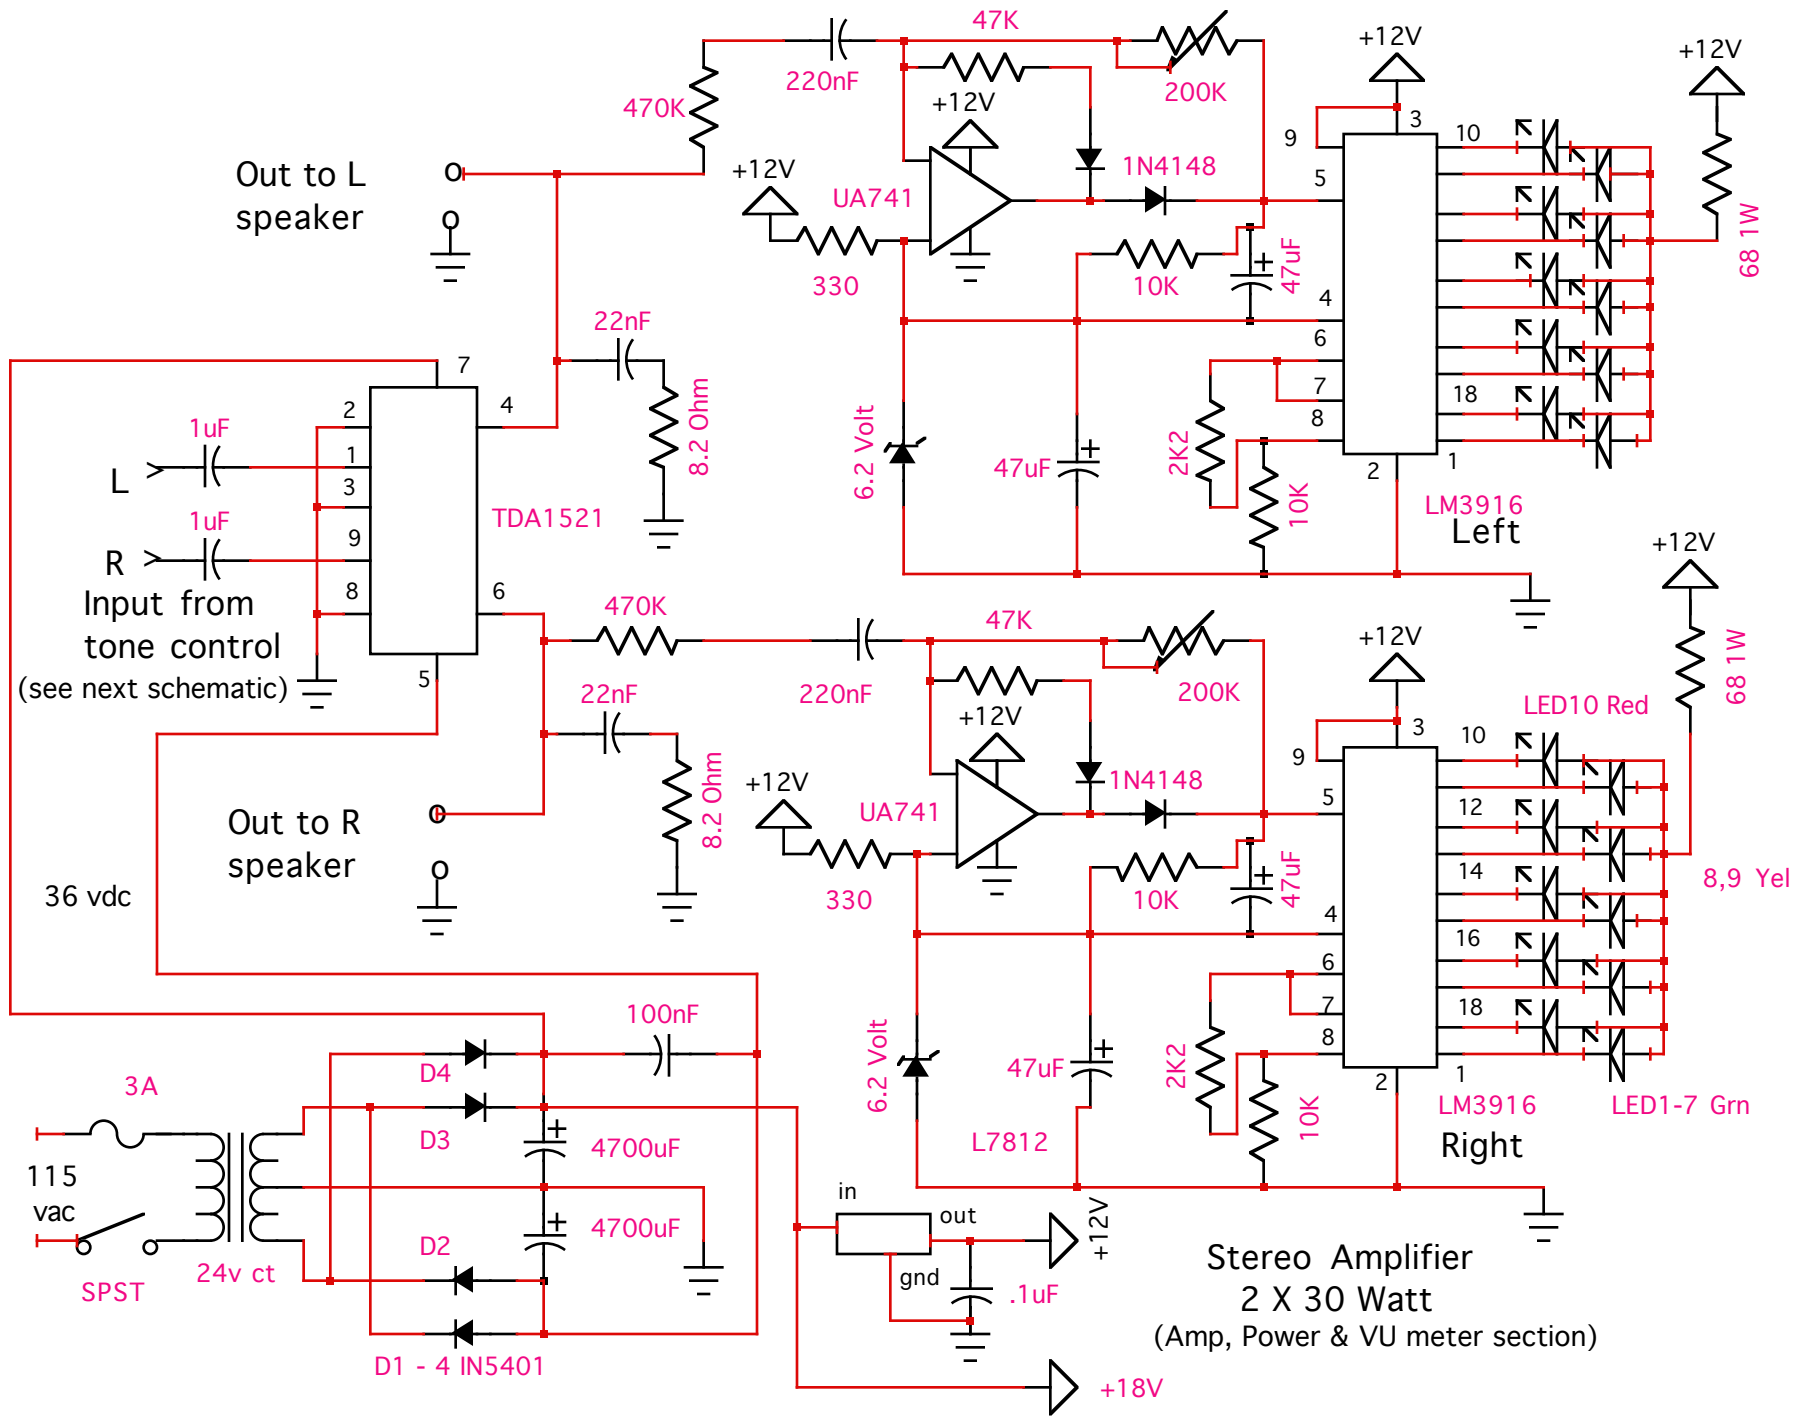 47K
+12V
+12V
220nF
200K
470K
+12V
3
10
9
1N4148
+12V
Out to L
speaker
O
O
UA741
5
68 1W
330
10K
47uF
4
22nF
6
7
7
18
8
2
4
8.2 Ohm
6.2 Volt
1uF
47uF
2K2
1
L
3
2
1
10K
LM3916
Left
TDA1521
1uF
9
R
+12V
8
6
Input from
tone control
(see next schematic)
5
470K
47K
+12V
22nF
220nF
200K
68 1W
LED10 Red
+12V
3
10
9
8.2 Ohm
+12V
1N4148
O
UA741
5
12
Out to R
speaker
O
36 vdc
330
10K
47uF
14
8,9 Yel
4
16
6
7
18
8
100nF
6.2 Volt
47uF
2K2
2
1
D4
3A
D3
LM3916
LED1-7 Grn
10K
Right
4700uF
L7812
115
vac
in
out
+12V
4700uF
D2
24v ct
SPST
gnd
.1uF
Stereo Amplifier
2 X 30 Watt
(Amp, Power & VU meter section)
D1 - 4 IN5401
+18V